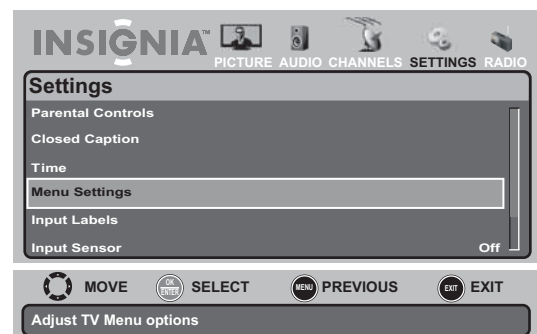 INSIGNIA™
PICTURE AUDIO CHANNELS SETTINGS RADIO
Settings
Parental Controls
Closed Caption
Time
Menu Settings
Input Labels
Input Sensor Off
MOVE OK ENTER SELECT MENU PREVIOUS EXIT EXIT
Adjust TV Menu options